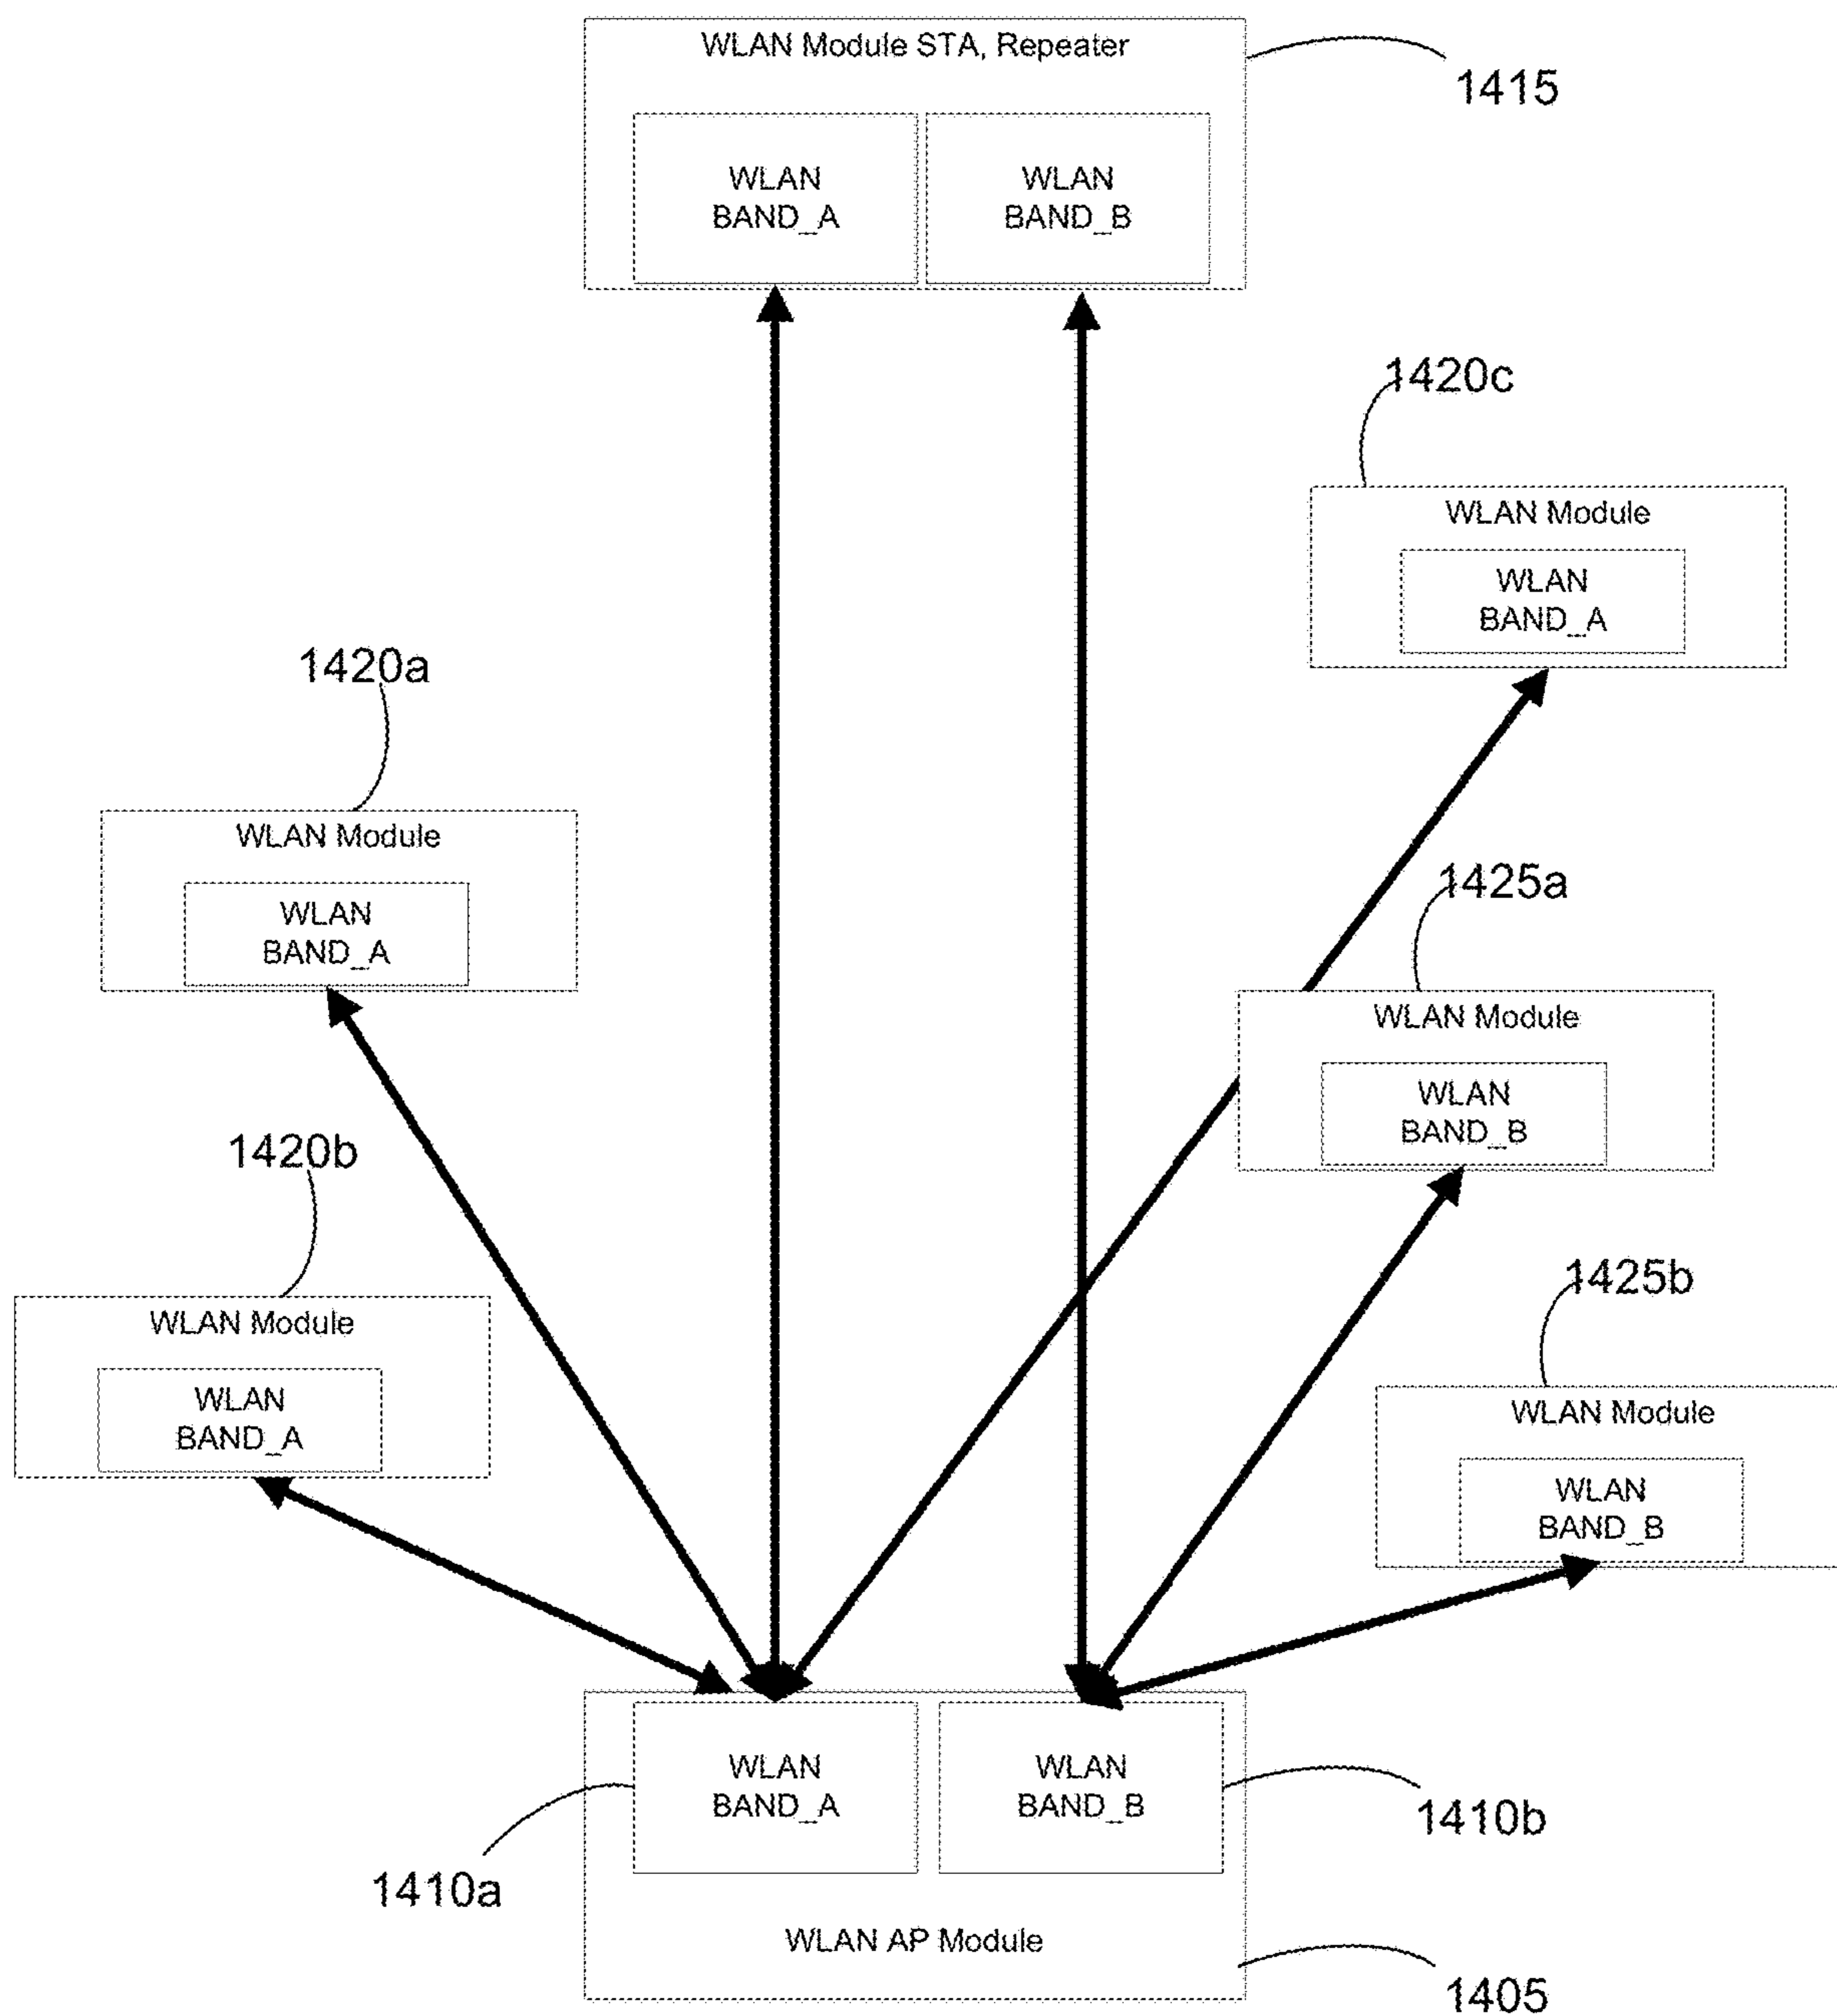 WLAN Module STA, Repeater
1415
WLAN
BAND_A
WLAN
BAND_B
1420c
WLAN Module
WLAN
BAND_A
1420a
WLAN Module
WLAN
BAND_A
1425a
WLAN Module
WLAN
BAND_B
1420b
WLAN Module
WLAN
BAND_A
1425b
WLAN Module
WLAN
BAND_B
WLAN
BAND_A
WLAN
BAND_B
1410a
1410b
WLAN AP Module
1405